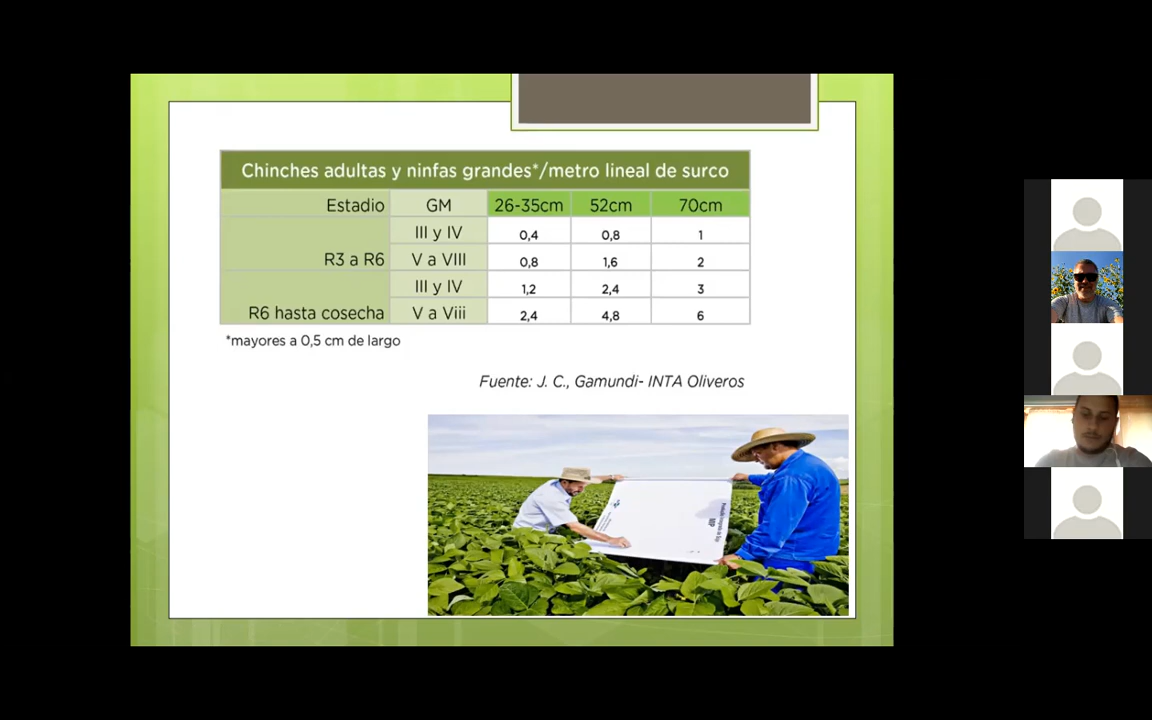 Chinches adultas y ninfas grandes*/metro lineal de surco
Estadio GM 26-35cm 52cm 70cm
III y IV 0,4 0,8 1
R3 a R6 V a VIII 0,8 1,6 2
III y IV 1,2 2,4 3
R6 hasta cosecha V a Viii 2,4 4,8 6
*mayores a 0,5 cm de largo
Fuente: J. C., Gamundi- INTA Oliveros
MIP